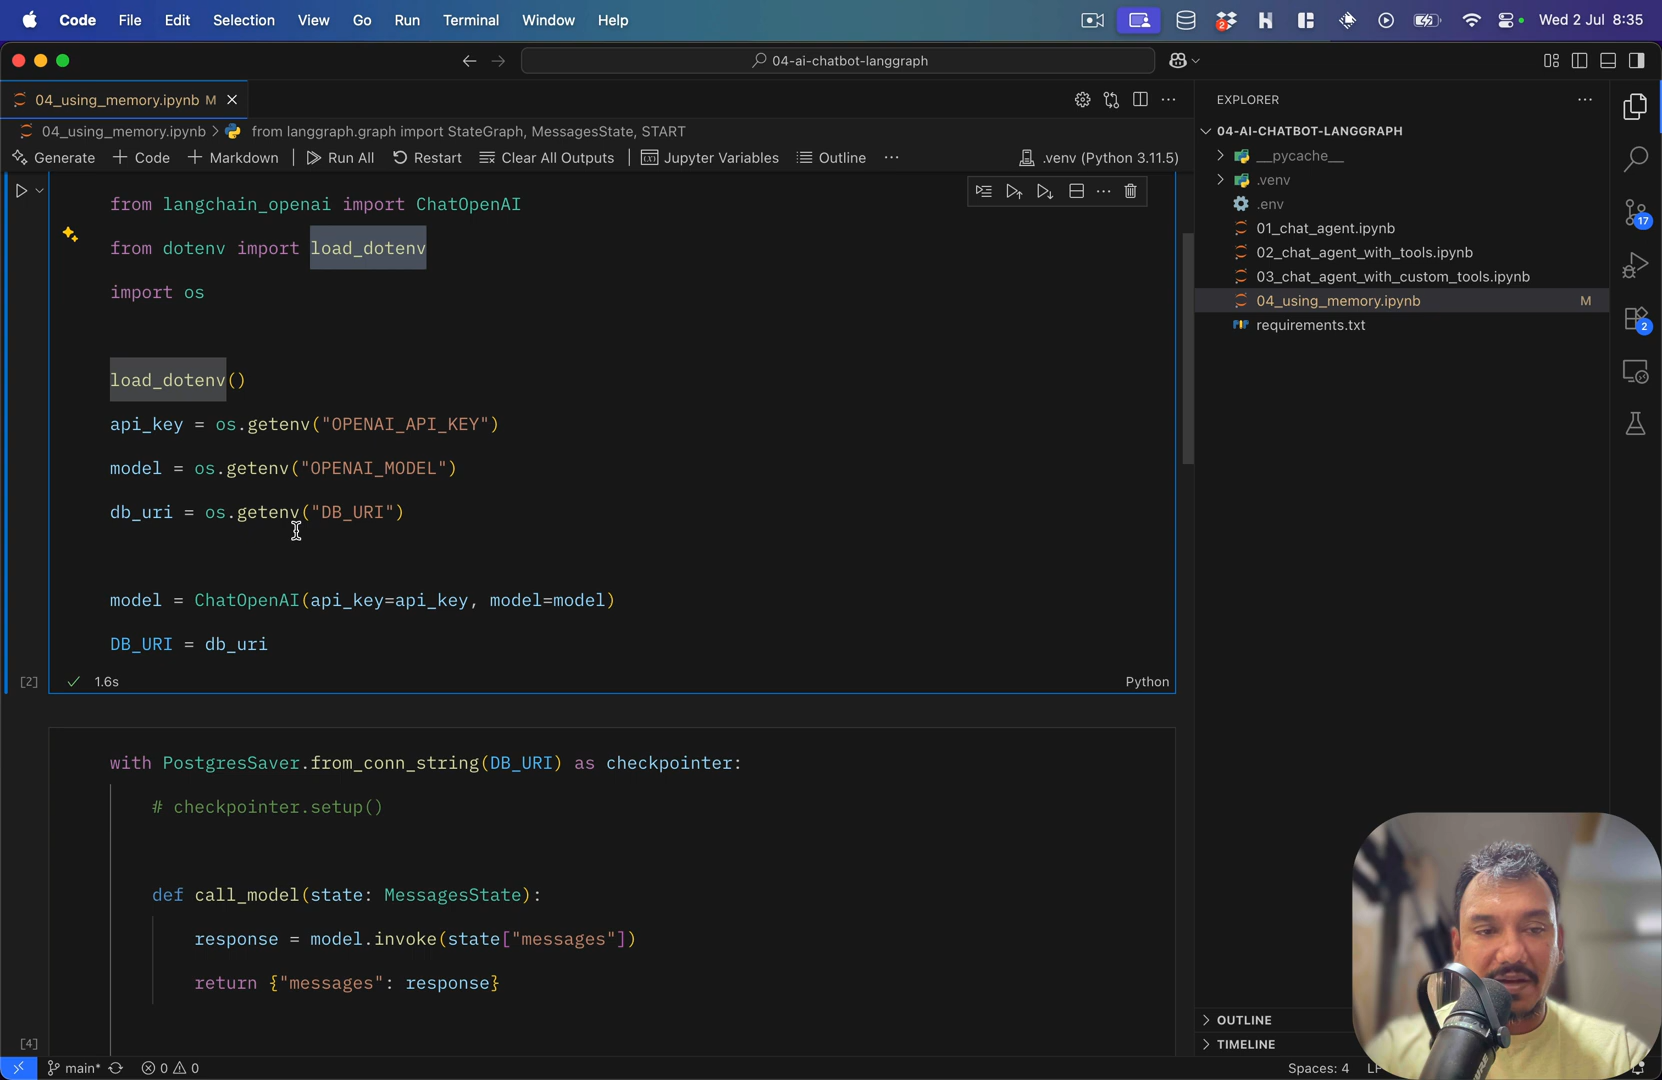 Code File Edit Selection View Go Run Terminal Window Help
2
Wed 2 Jul 8:35
04-ai-chatbot-langgraph
04_using_memory.ipynb M
04_using_memory.ipynb > from langgraph.graph import StateGraph, MessagesState, START
Generate + Code + Markdown Run All Restart Clear All Outputs Jupyter Variables Outline ... .venv (Python 3.11.5)
from langchain_openai import ChatOpenAI
from dotenv import load_dotenv
import os
load_dotenv()
api_key = os.getenv("OPENAI_API_KEY")
model = os.getenv("OPENAI_MODEL")
db_uri = os.getenv("DB_URI")
model = ChatOpenAI(api_key=api_key, model=model)
DB_URI = db_uri
[2] 1.6s Python
with PostgresSaver.from_conn_string(DB_URI) as checkpointer:
# checkpointer.setup()
def call_model(state: MessagesState):
response = model.invoke(state["messages"])
return {"messages": response}
[4]
EXPLORER
04-AI-CHATBOT-LANGGRAPH
__pycache__
.venv
.env
01_chat_agent.ipynb
02_chat_agent_with_tools.ipynb
03_chat_agent_with_custom_tools.ipynb
04_using_memory.ipynb M
requirements.txt
OUTLINE
TIMELINE
17
2
main* 0 0
Spaces: 4